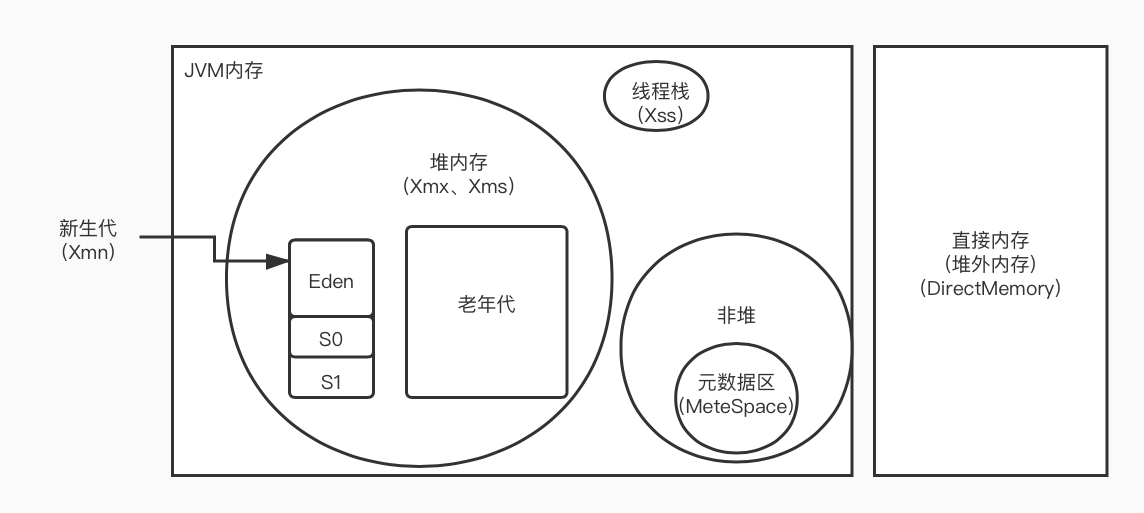 JVM内存
线程栈
(Xss)
堆内存
(Xmx、Xms)
新生代
(Xmn)
Eden
S0
S1
老年代
非堆
元数据区
(MeteSpace)
直接内存
(堆外内存)
(DirectMemory)